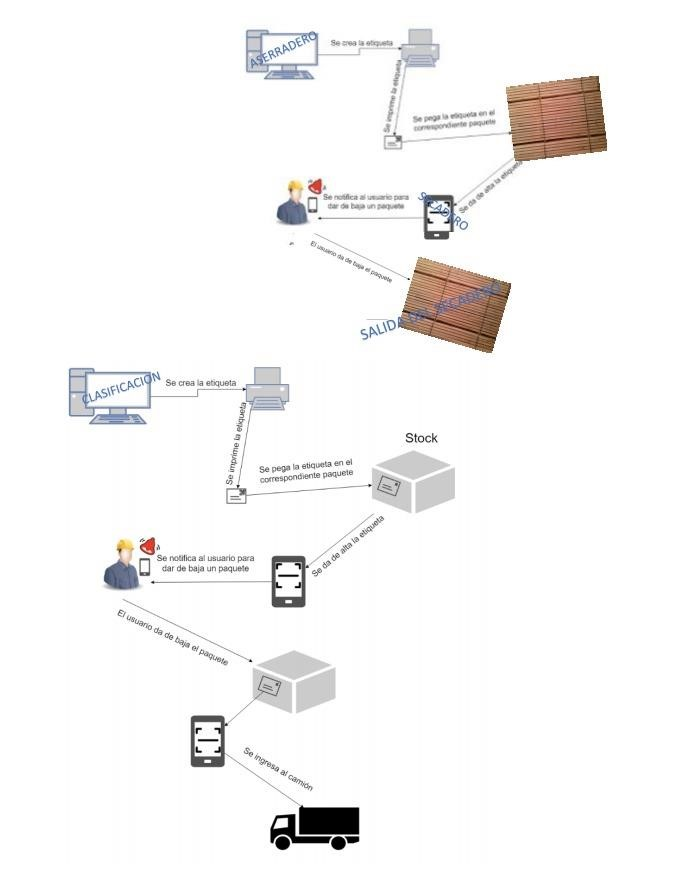 ASERRADERO
Se crea la etiqueta
Se imprime la etiqueta
Se pega la etiqueta en el
correspondiente paquete
Se da de alta la etiqueta
SECADERO
Se notifica al usuario para
dar de baja un paquete
El usuario da de baja el paquete
SALIDA DEL SECADERO
CLASIFICACION
Se crea la etiqueta
Se imprime la etiqueta
Stock
Se pega la etiqueta en el
correspondiente paquete
Se da de alta la etiqueta
Se notifica al usuario para
dar de baja un paquete
El usuario da de baja el paquete
Se ingresa al camión